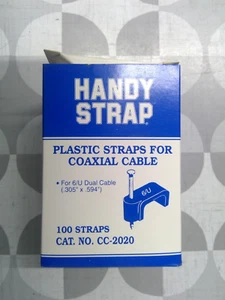 HANDY
STRAP
PLASTIC STRAPS FOR
COAXIAL CABLE
• For 6/U Dual Cable
(.305" x .594")
6/U
100 STRAPS
CAT. NO. CC-2020